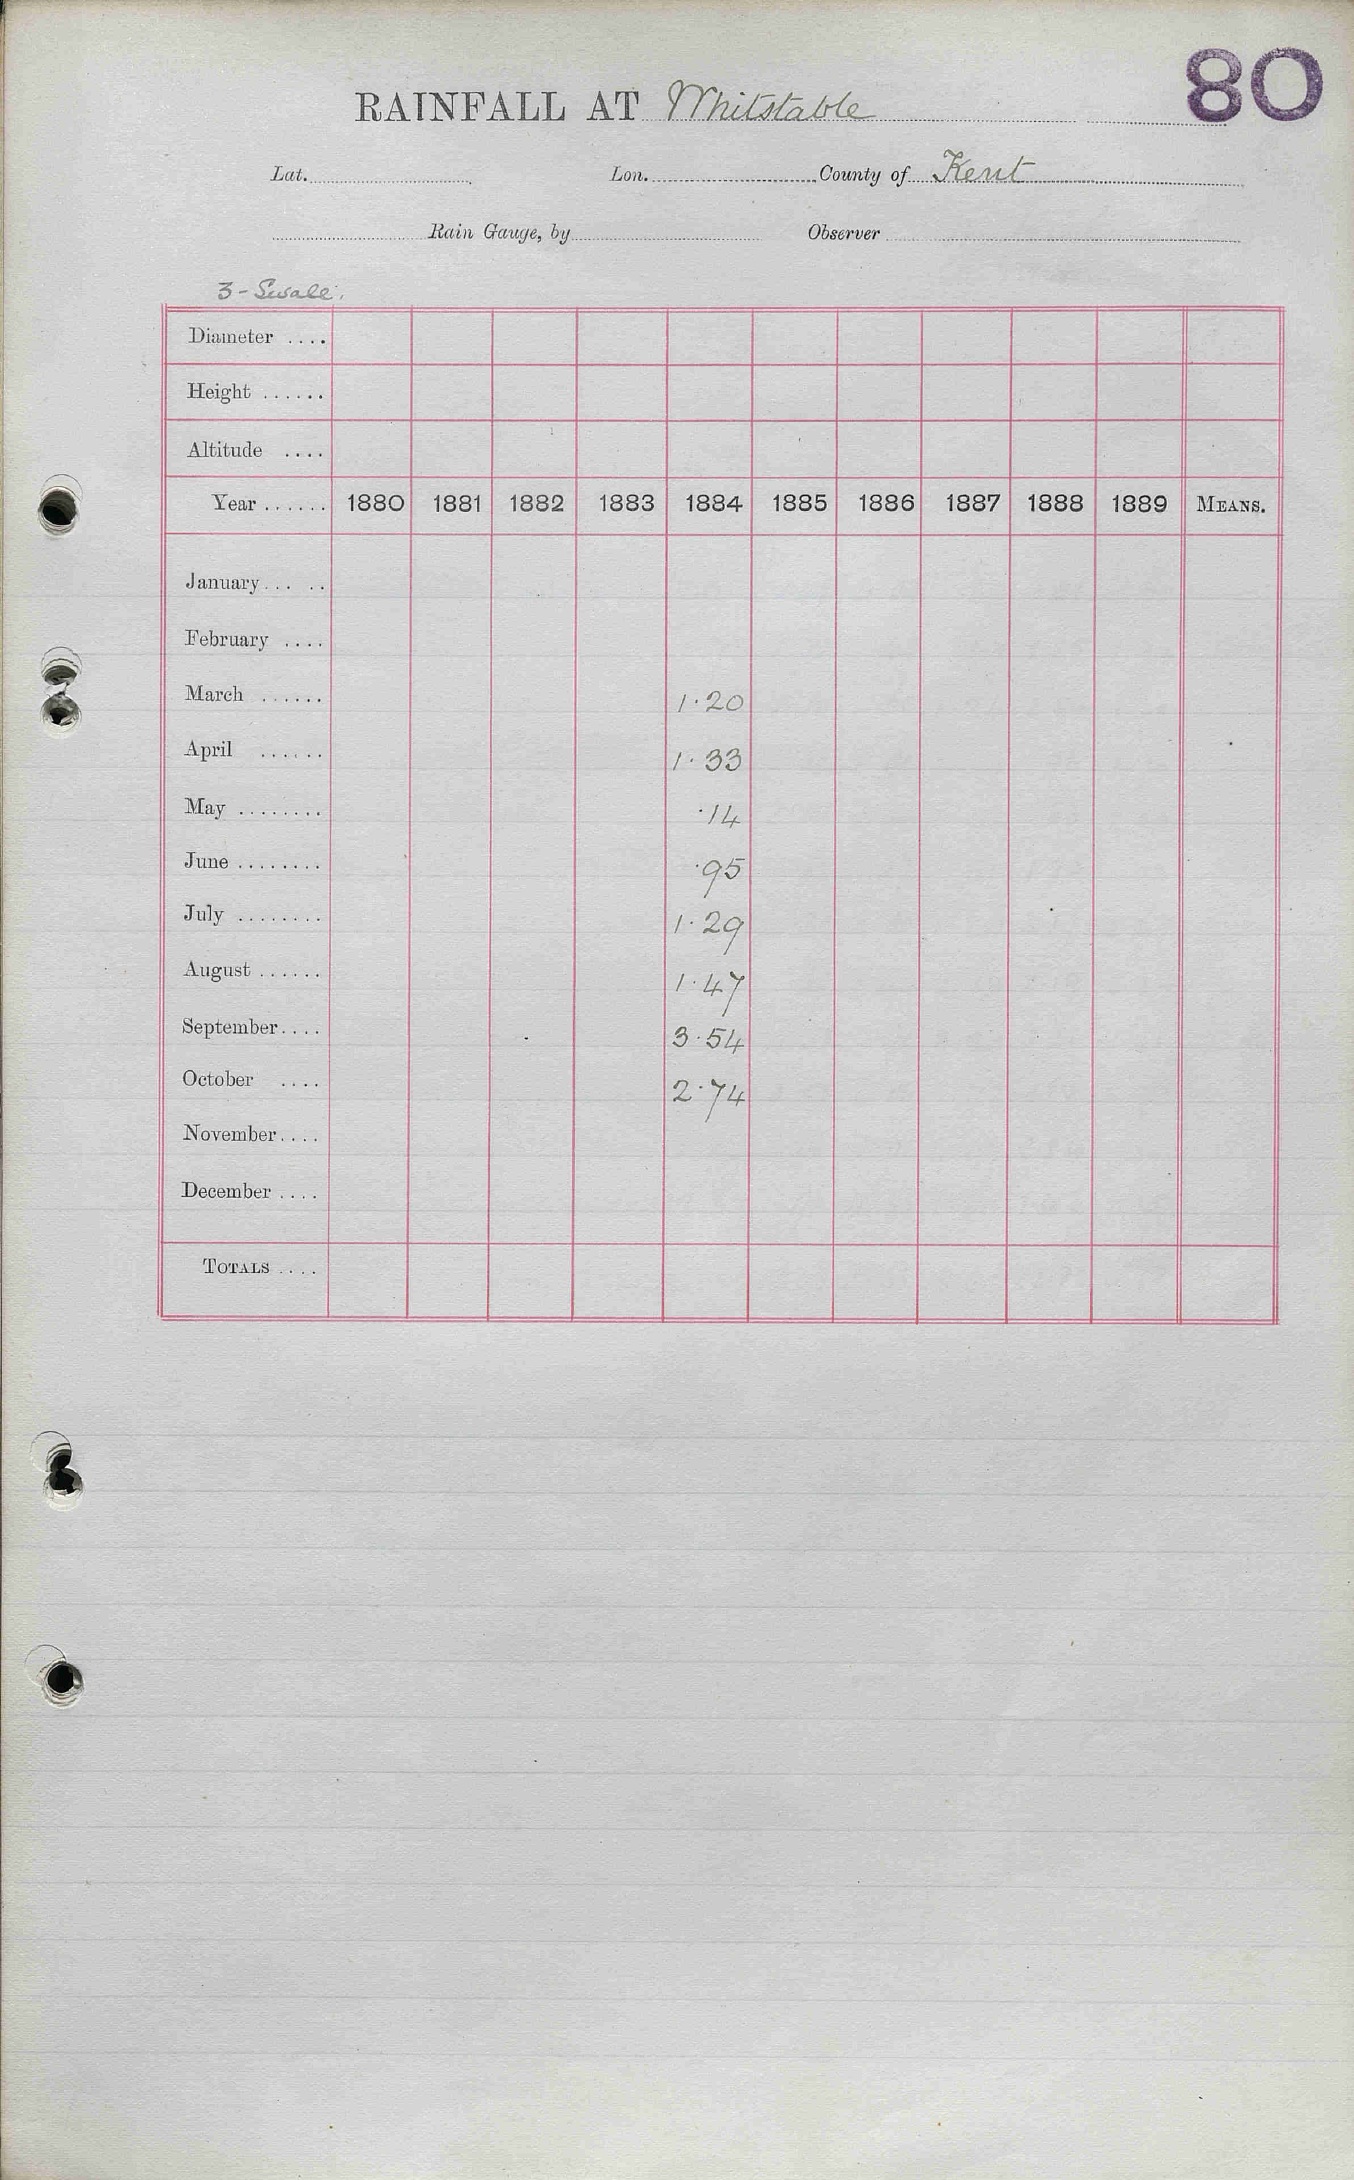 80
RAINFALL AT Whitstable
Lat. Lon. County of Kent
Rain Gauge, by Observer
3 - Swale.
Diameter ....
Height ......
Altitude ....
Year ...... 1880 1881 1882 1883 1884 1885 1886 1887 1888 1889 MEANS.
January... ..
February ....
March ...... 1.20
April ...... 1.33
May ........ .14
June ........ .95
July ........ 1.29
August ...... 1.47
September.... 3.54
October .... 2.74
November....
December ....
TOTALS ....